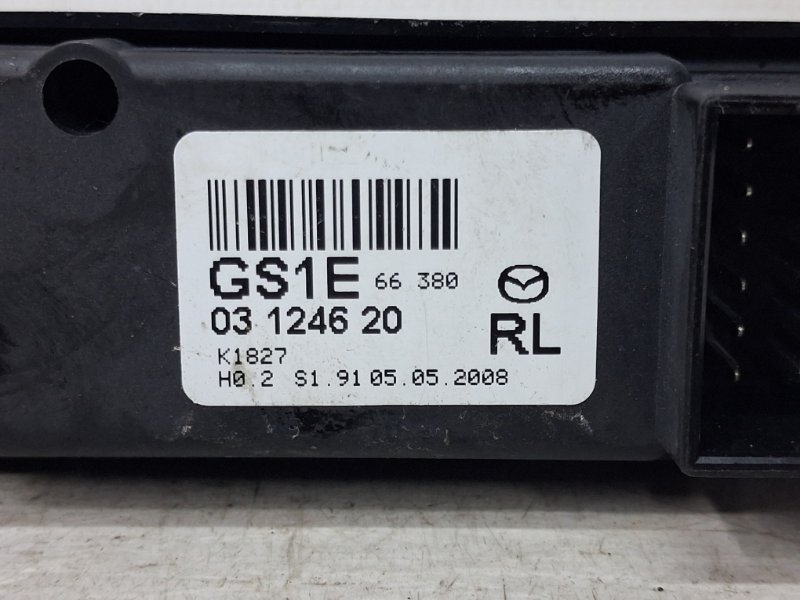 GS1E 66 380
03 1246 20
RL
K1827
H0.2 S1.91 05.05.2008